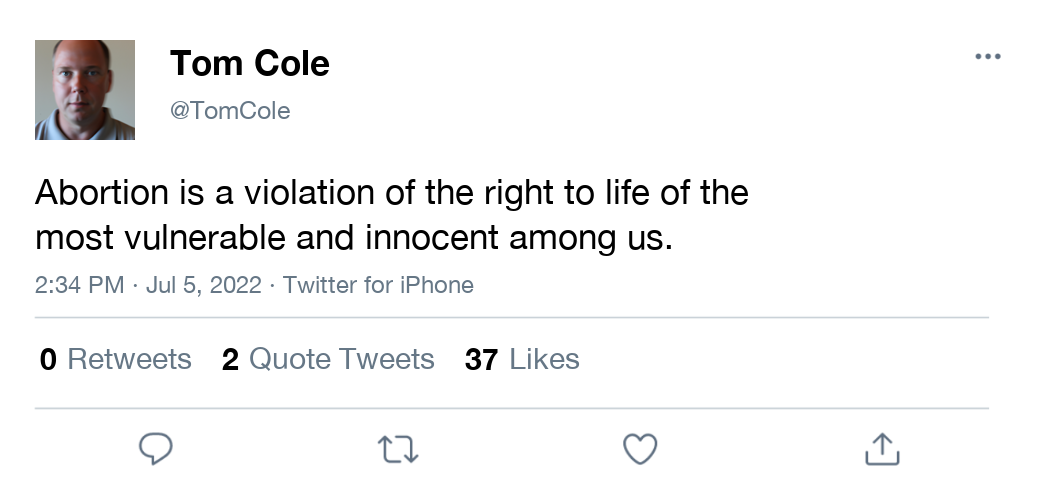 Tom Cole
@TomCole
Abortion is a violation of the right to life of the
most vulnerable and innocent among us.
2:34 PM · Jul 5, 2022 · Twitter for iPhone
0 Retweets 2 Quote Tweets 37 Likes